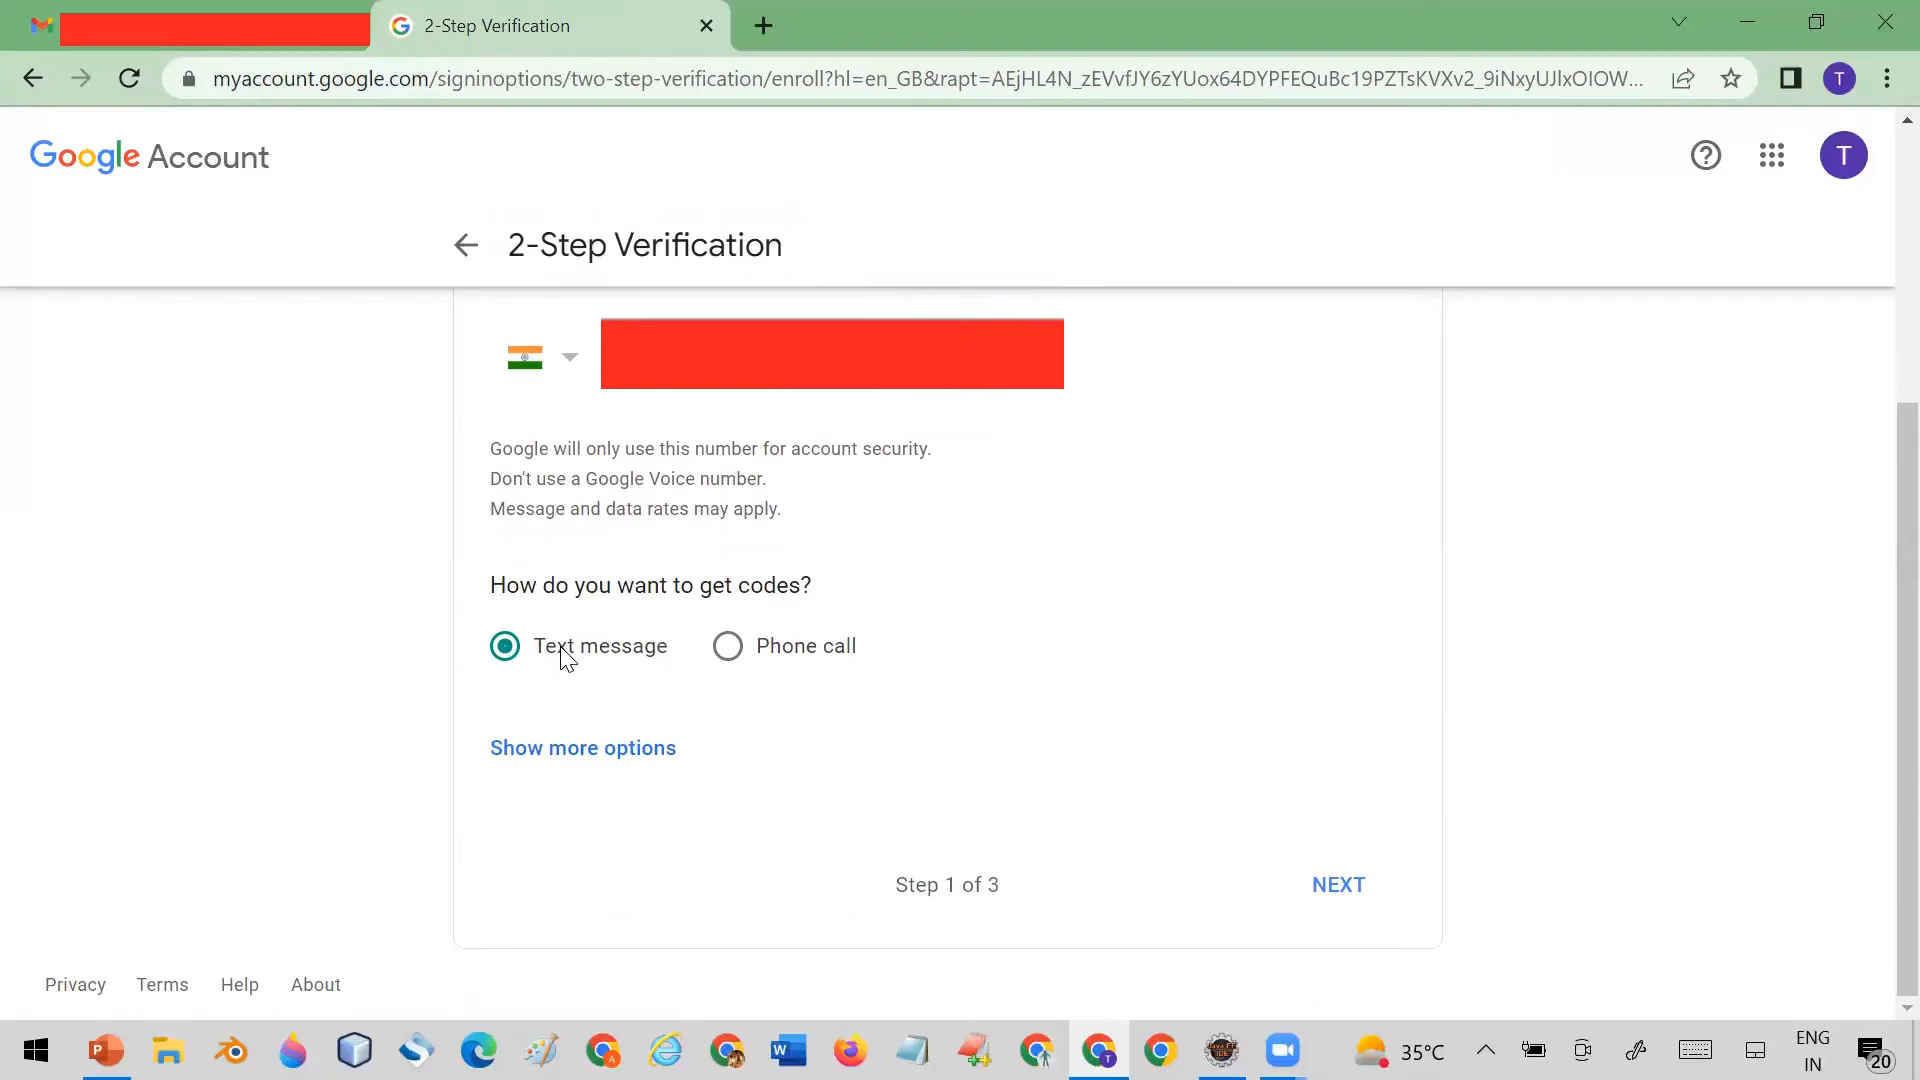 2-Step Verification
myaccount.google.com/signinoptions/two-step-verification/enroll?hl=en_GB&rapt=AEjHL4N_zEVvfJY6zYUox64DYPFEQuBc19PZTsKVXv2_9iNxyUJlxOIOW...
T
Google Account
T
2-Step Verification
Google will only use this number for account security.
Don't use a Google Voice number.
Message and data rates may apply.
How do you want to get codes?
Text message
Phone call
Show more options
Step 1 of 3
NEXT
Privacy
Terms
Help
About
35°C
ENG
IN
20